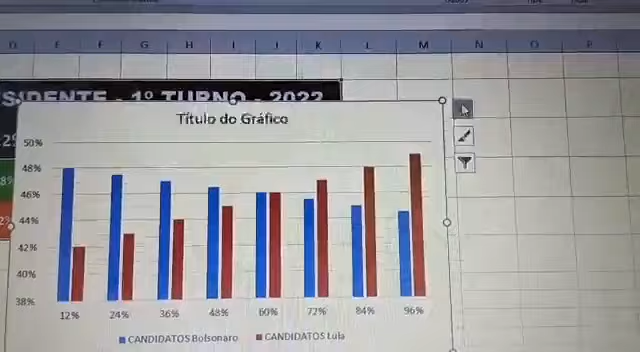 D E F G H I J K L M N O P
SIDENTE - 1º TURNO - 2022
Título do Gráfico
50%
48%
46%
44%
42%
40%
38%
12% 24% 36% 48% 60% 72% 84% 96%
CANDIDATOS Bolsonaro CANDIDATOS Lula